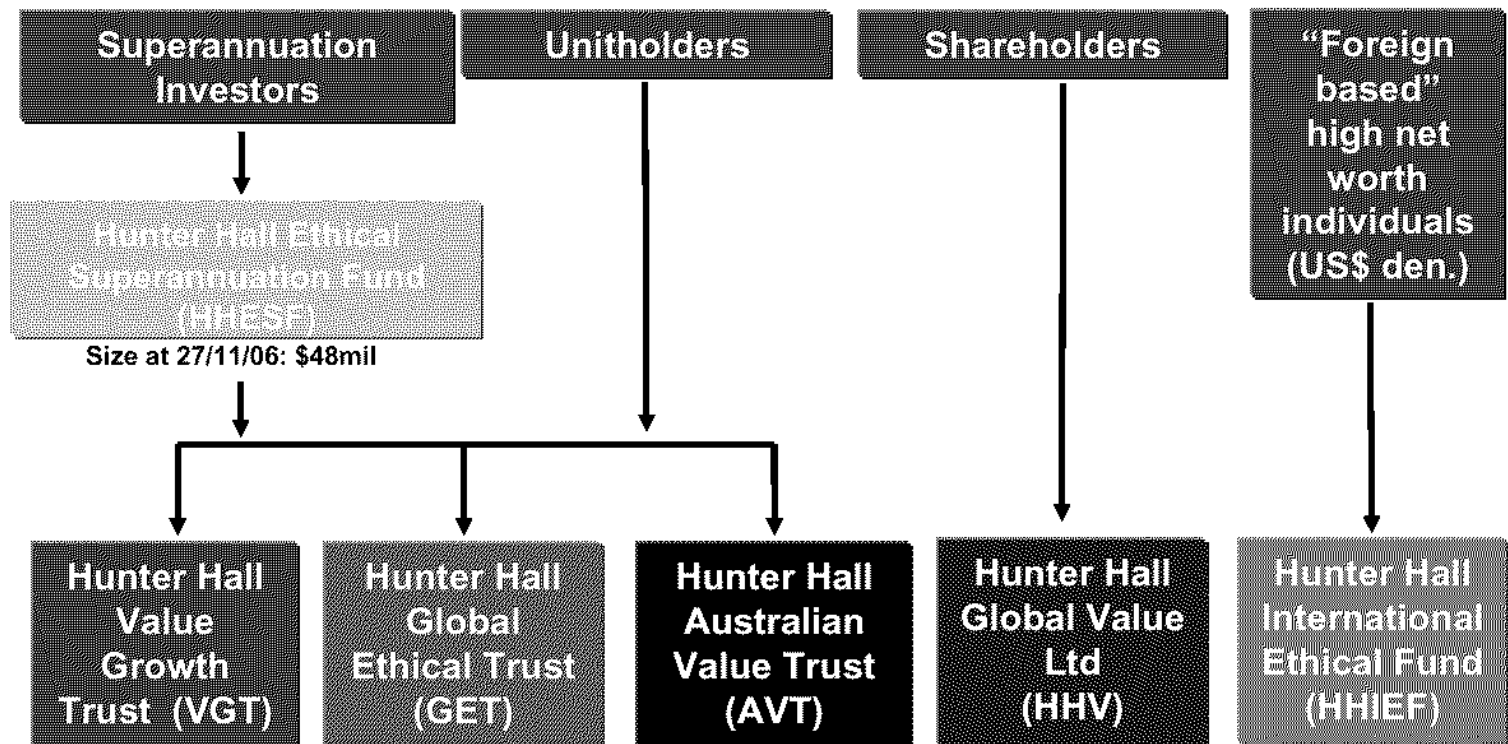 Superannuation
Investors
Unitholders
Shareholders
“Foreign
based”
high net
worth
individuals
(US$ den.)
Hunter Hall Ethical
Superannuation Fund
(HHESF)
Size at 27/11/06: $48mil
Hunter Hall
Value
Growth
Trust (VGT)
Hunter Hall
Global
Ethical Trust
(GET)
Hunter Hall
Australian
Value Trust
(AVT)
Hunter Hall
Global Value
Ltd
(HHV)
Hunter Hall
International
Ethical Fund
(HHIEF)